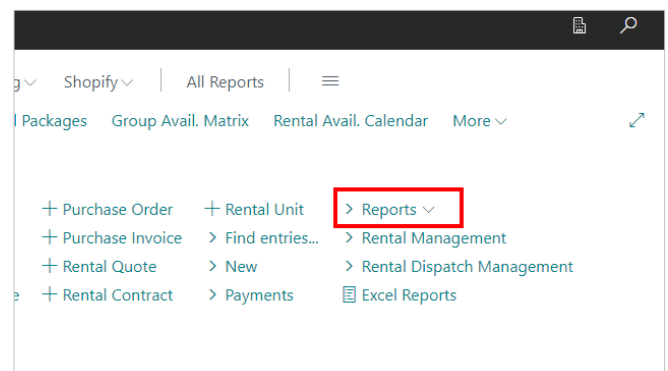 Shopify All Reports
Packages Group Avail. Matrix Rental Avail. Calendar More
+ Purchase Order + Rental Unit > Reports
+ Purchase Invoice > Find entries... > Rental Management
+ Rental Quote > New > Rental Dispatch Management
+ Rental Contract > Payments Excel Reports